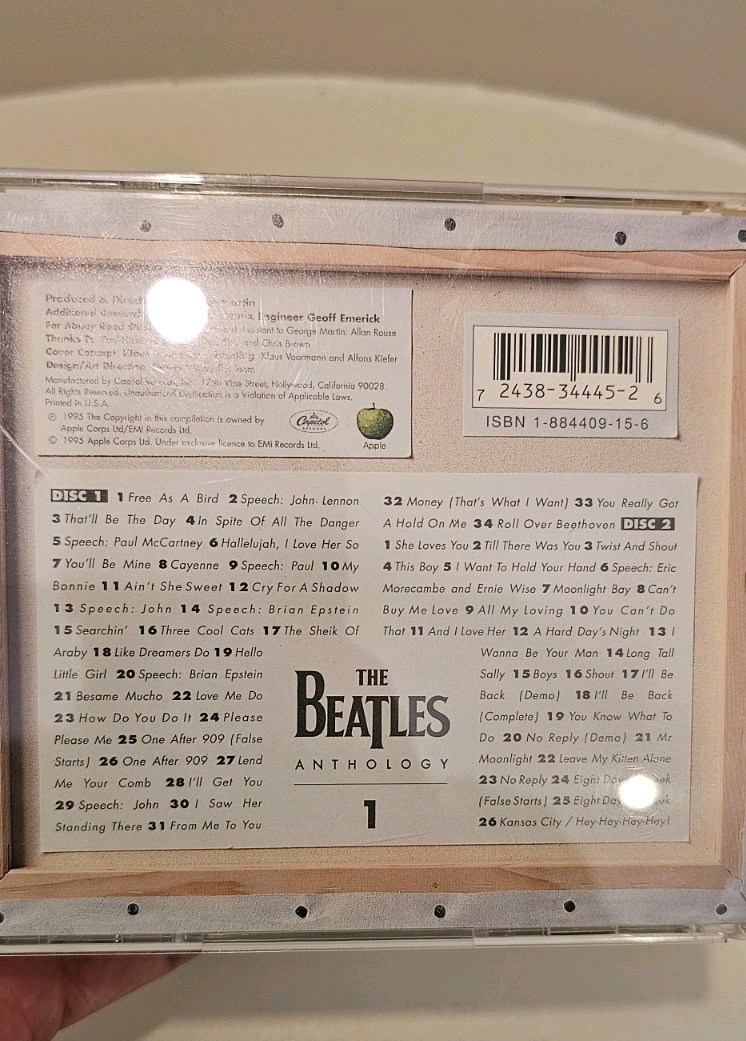 Produced & Direct
Additional Engineer Geoff Emerick
For Abbey Road Assistant to George Martin: Allan Rouse
Thanks To and Chris Brown
Cover Concept: Klaus Klaus Voormann and Alfons Kiefer
Design/Art Direction
Manufactured by Capitol Records, Inc., 1750 Vine Street, Hollywood, California 90028.
All Rights Reserved. Unauthorized Duplication is a Violation of Applicable Laws.
Printed in U.S.A.
℗ 1995 The Copyright in this compilation is owned by
Apple Corps Ltd/EMI Records Ltd.
© 1995 Apple Corps Ltd. Under exclusive licence to EMI Records Ltd.
Capitol
RECORDS
Apple
7 2438-34445-2 6
ISBN 1-884409-15-6
DISC 1 1 Free As A Bird 2 Speech: John Lennon
3 That'll Be The Day 4 In Spite Of All The Danger
5 Speech: Paul McCartney 6 Hallelujah, I Love Her So
7 You'll Be Mine 8 Cayenne 9 Speech: Paul 10 My
Bonnie 11 Ain't She Sweet 12 Cry For A Shadow
13 Speech: John 14 Speech: Brian Epstein
15 Searchin' 16 Three Cool Cats 17 The Sheik Of
Araby 18 Like Dreamers Do 19 Hello
Little Girl 20 Speech: Brian Epstein
21 Besame Mucho 22 Love Me Do
23 How Do You Do It 24 Please
Please Me 25 One After 909 (False
Starts) 26 One After 909 27 Lend
Me Your Comb 28 I'll Get You
29 Speech: John 30 I Saw Her
Standing There 31 From Me To You
32 Money (That's What I Want) 33 You Really Got
A Hold On Me 34 Roll Over Beethoven DISC 2
1 She Loves You 2 Till There Was You 3 Twist And Shout
4 This Boy 5 I Want To Hold Your Hand 6 Speech: Eric
Morecambe and Ernie Wise 7 Moonlight Bay 8 Can't
Buy Me Love 9 All My Loving 10 You Can't Do
That 11 And I Love Her 12 A Hard Day's Night 13 I
Wanna Be Your Man 14 Long Tall
Sally 15 Boys 16 Shout 17 I'll Be
Back (Demo) 18 I'll Be Back
(Complete) 19 You Know What To
Do 20 No Reply (Demo) 21 Mr
Moonlight 22 Leave My Kitten Alone
23 No Reply 24 Eight Days
(False Starts) 25 Eight Days
26 Kansas City / Hey-Hey-Hey-Hey!
THE
BEATLES
ANTHOLOGY
1